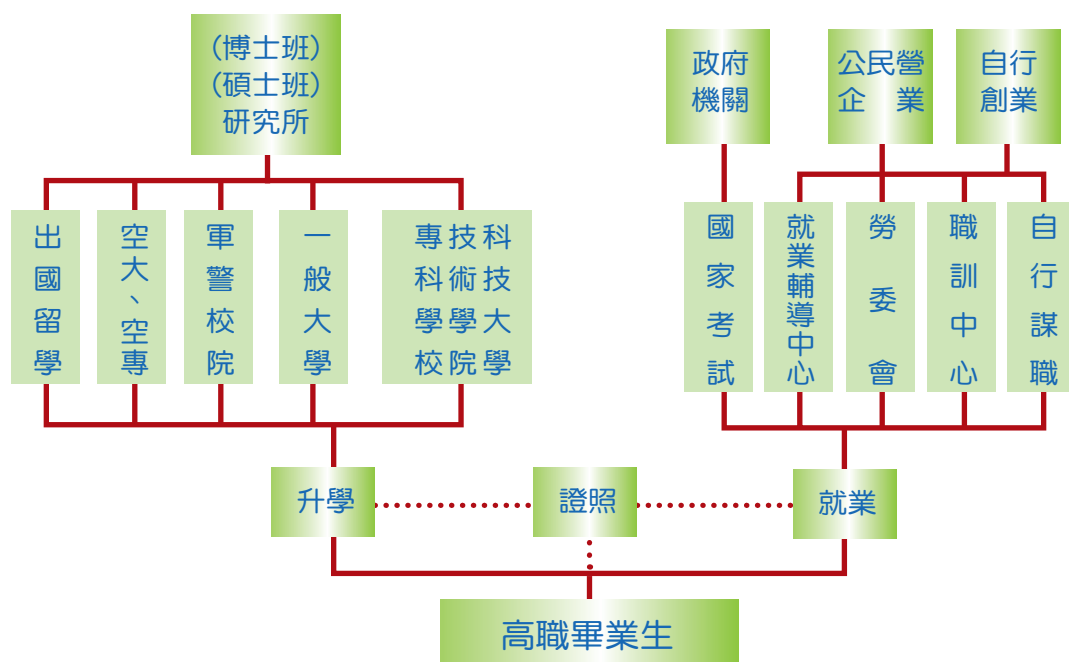 (博士班)
(碩士班)
研究所
政府
機關
公民營
企業
自行
創業
出國留學
空大、空專
軍警校院
一般大學
科技大學
技術學院
專科學校
國家考試
就業輔導中心
勞委會
職訓中心
自行謀職
升學
證照
就業
高職畢業生